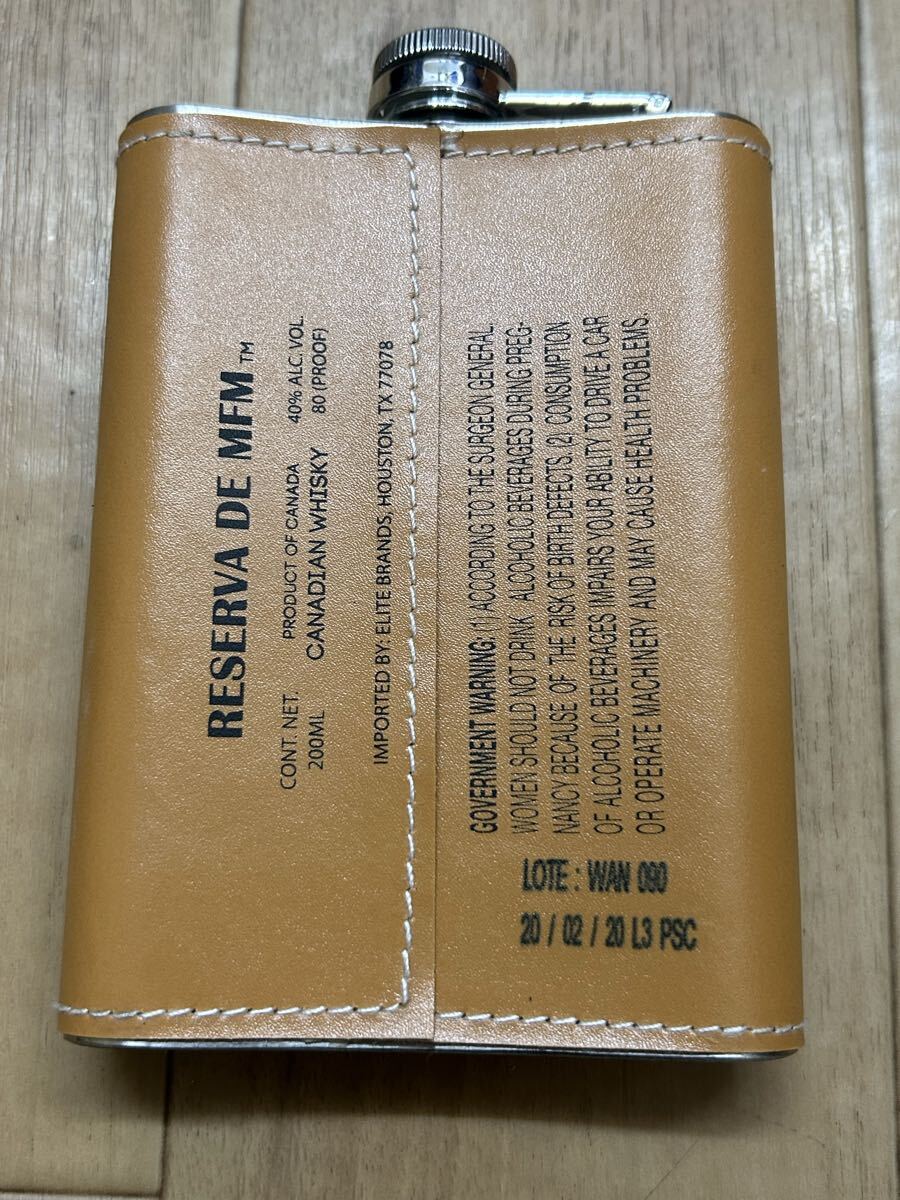 RESERVA DE MFM™
CONT. NET. PRODUCT OF CANADA 40% ALC. VOL.
200ML CANADIAN WHISKY 80 (PROOF)
IMPORTED BY: ELITE BRANDS, HOUSTON, TX 77078
GOVERNMENT WARNING: (1) ACCORDING TO THE SURGEON GENERAL,
WOMEN SHOULD NOT DRINK ALCOHOLIC BEVERAGES DURING PREG-
NANCY BECAUSE OF THE RISK OF BIRTH DEFECTS. 2) CONSUMPTION
OF ALCOHOLIC BEVERAGES IMPAIRS YOUR ABILITY TO DRIVE A CAR
OR OPERATE MACHINERY AND MAY CAUSE HEALTH PROBLEMS.
LOTE : WAN 090
20 / 02 / 20 L3 PSC